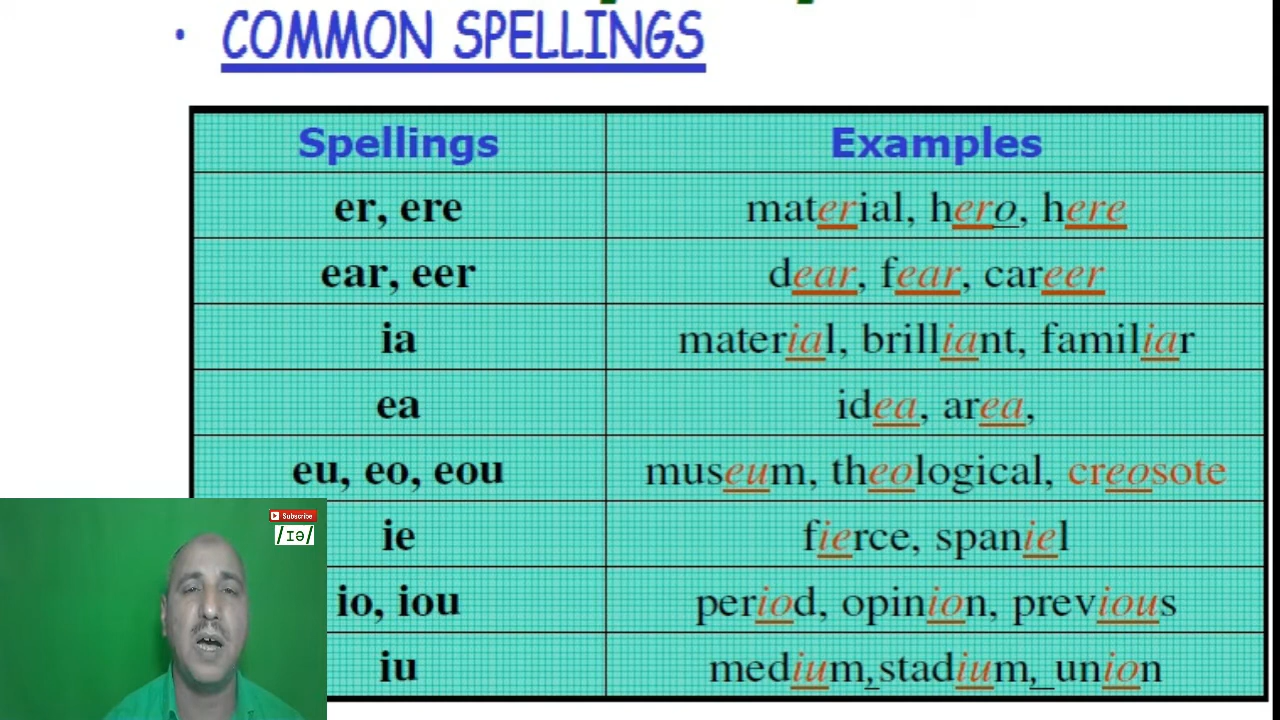 • COMMON SPELLINGS
Spellings Examples
er, ere material, hero, here
ear, eer dear, fear, career
ia material, brilliant, familiar
ea idea, area,
eu, eo, eou museum, theological, creosote
Subscribe
/ɪə/
ie fierce, spaniel
io, iou period, opinion, previous
iu medium,stadium, union